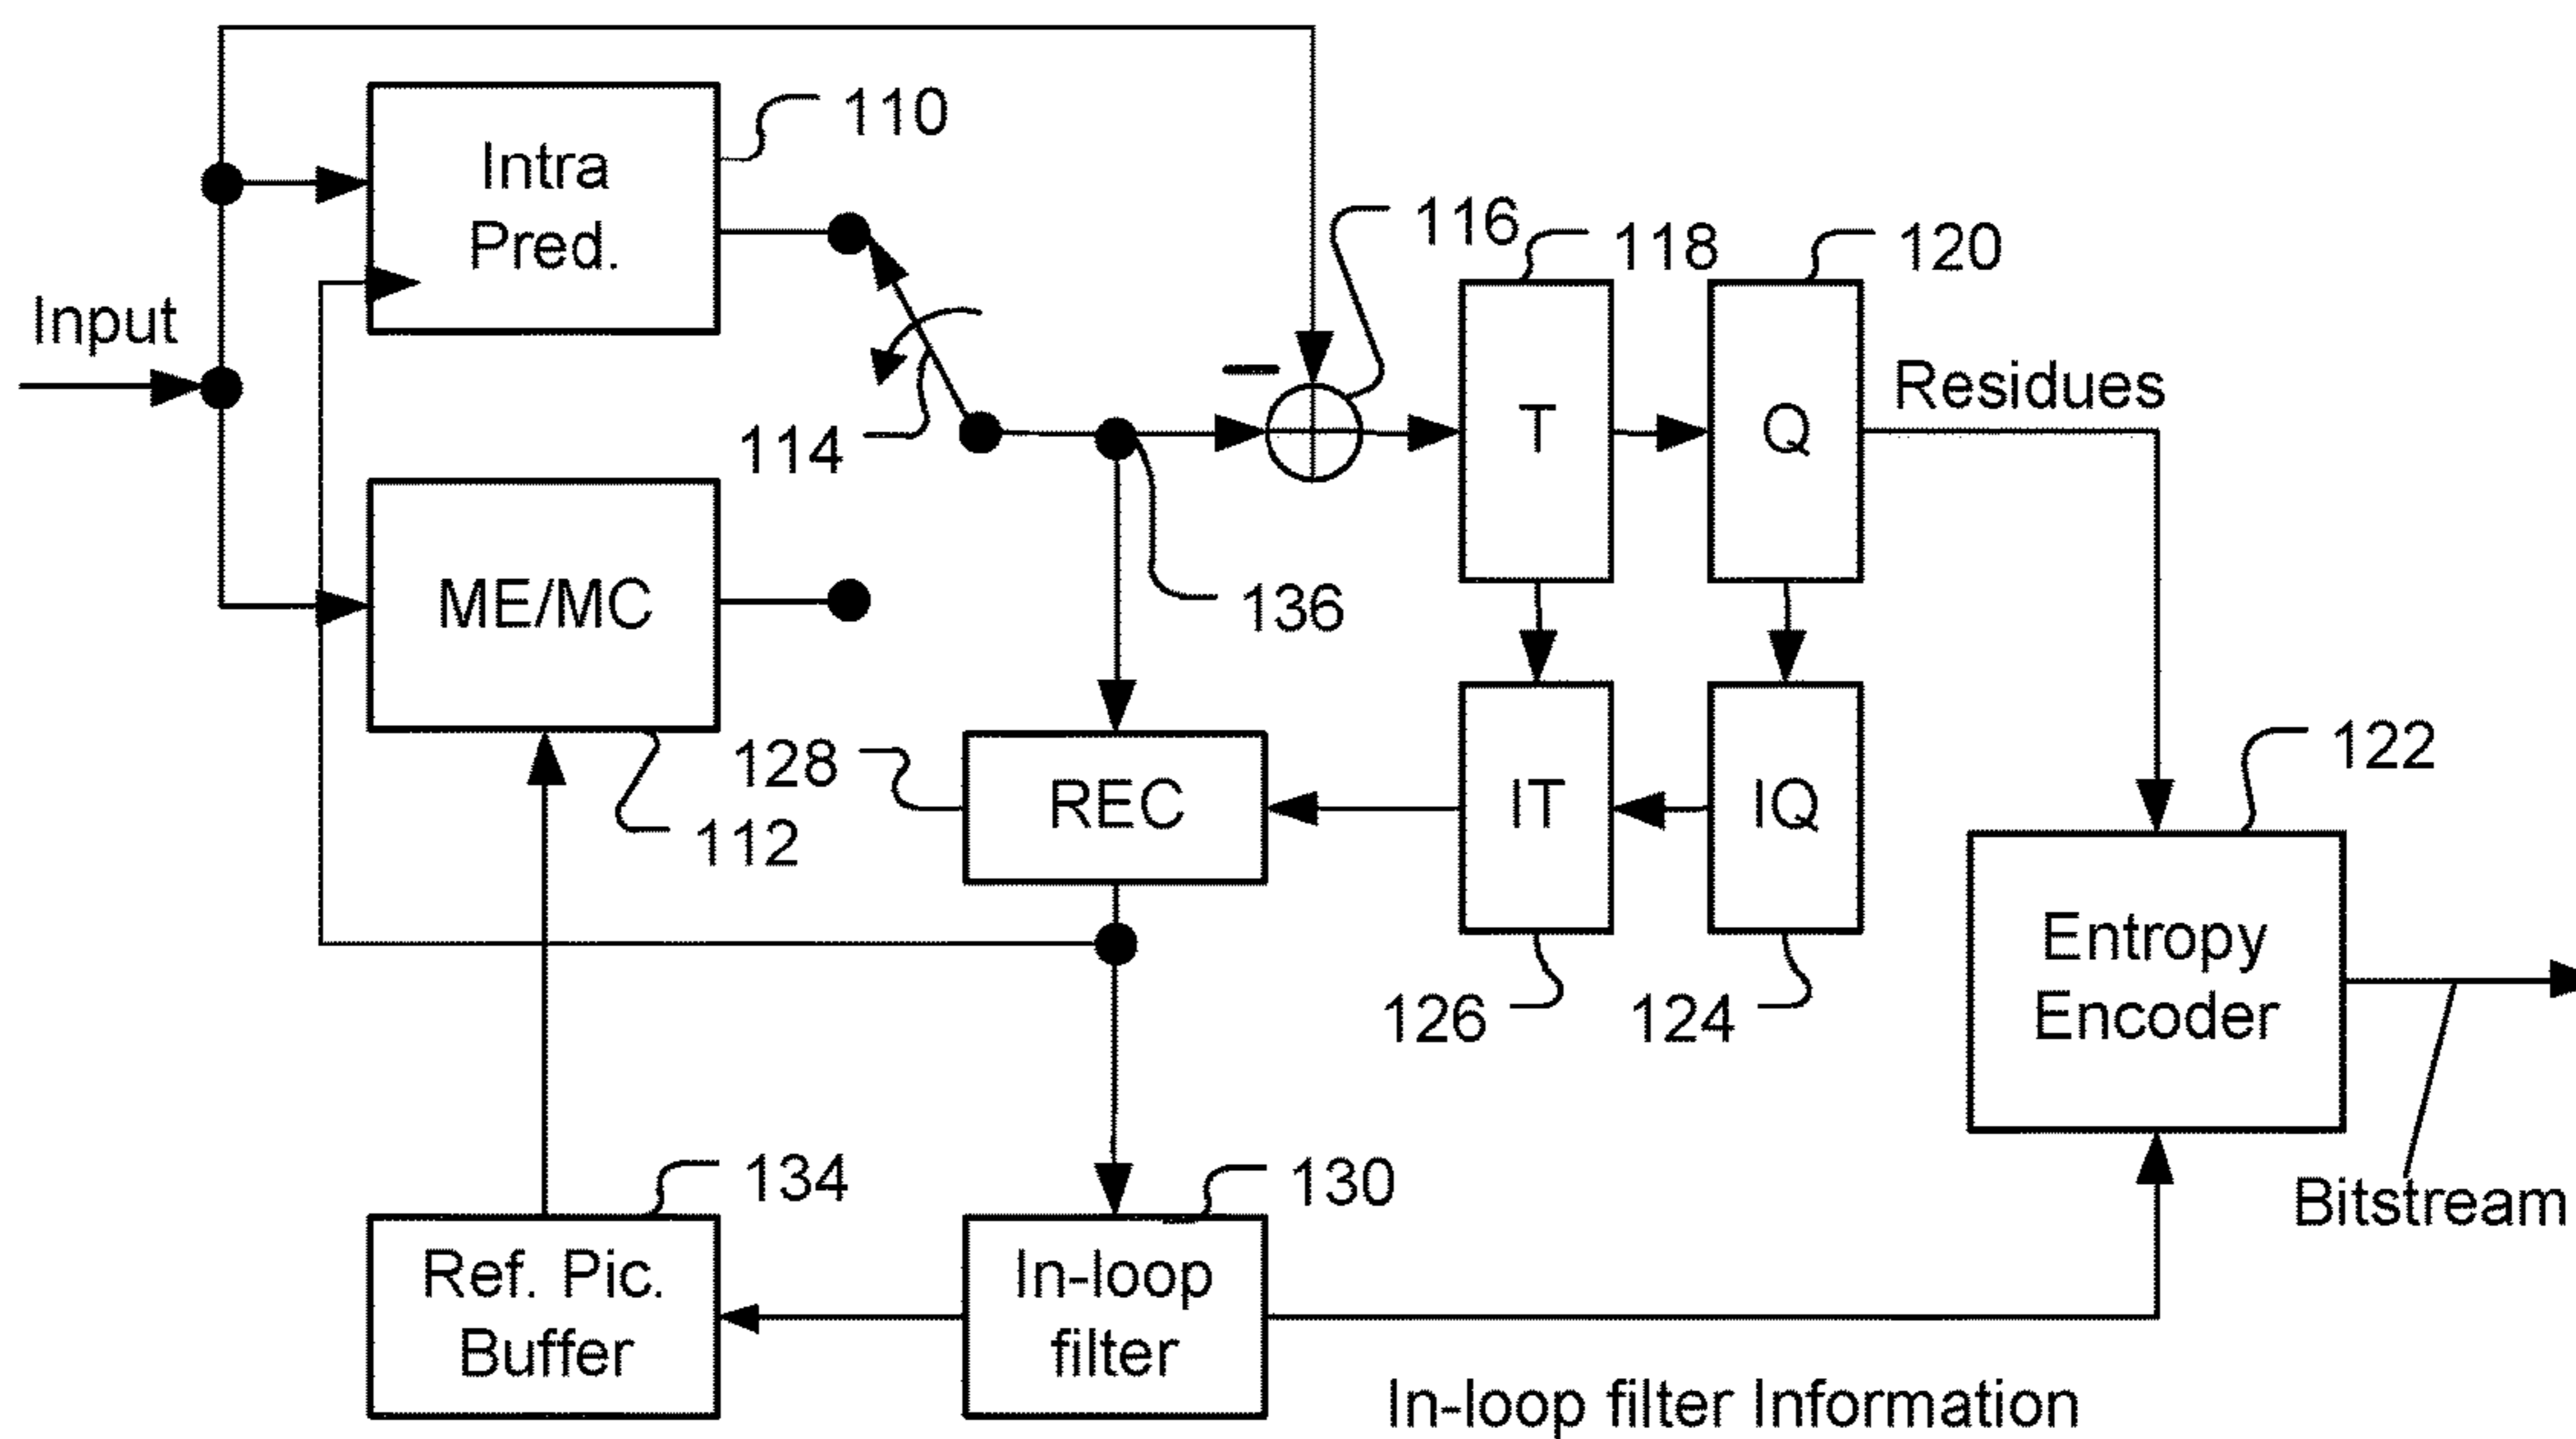 110
Intra
Pred.
116
118
120
Input
−
Residues
T
Q
114
ME/MC
136
128
REC
IT
IQ
122
112
Entropy
Encoder
126
124
134
130
Bitstream
Ref. Pic.
Buffer
In-loop
filter
In-loop filter Information